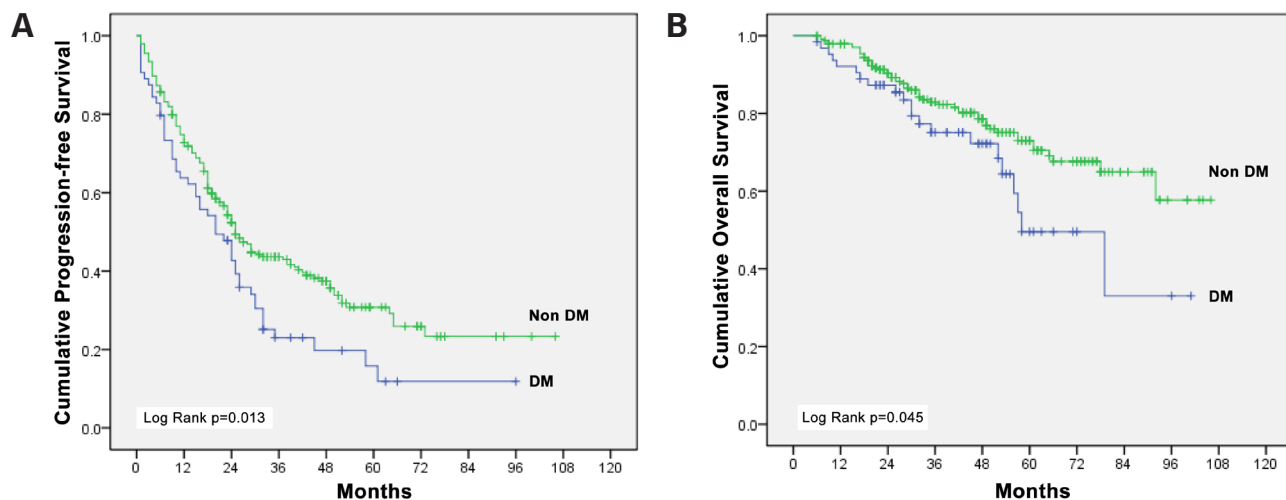 A
Cumulative Progression-free Survival
1.0
0.8
0.6
0.4
0.2
0.0
Non DM
DM
Log Rank p=0.013
0 12 24 36 48 60 72 84 96 108 120
Months
B
Cumulative Overall Survival
1.0
0.8
0.6
0.4
0.2
0.0
Non DM
DM
Log Rank p=0.045
0 12 24 36 48 60 72 84 96 108 120
Months